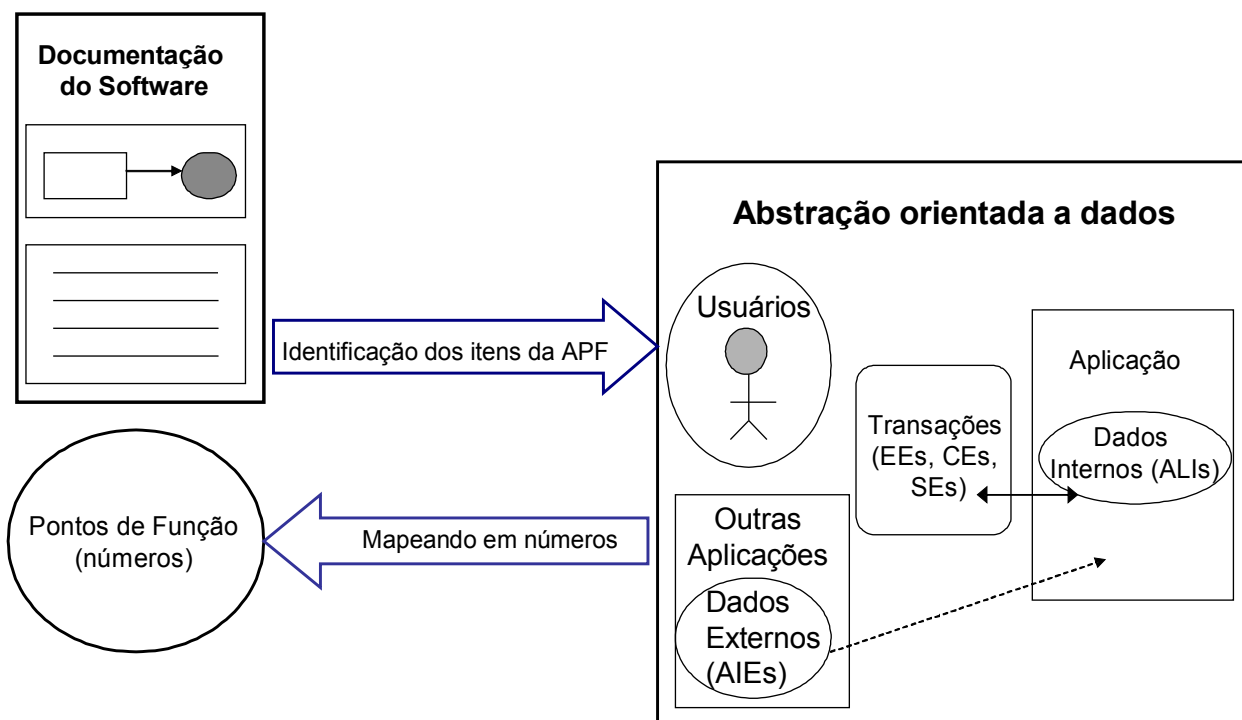 Documentação
do Software
Identificação dos itens da APF
Abstração orientada a dados
Usuários
Transações
(EEs, CEs,
SEs)
Aplicação
Dados
Internos (ALIs)
Outras
Aplicações
Dados
Externos
(AIEs)
Mapeando em números
Pontos de Função
(números)